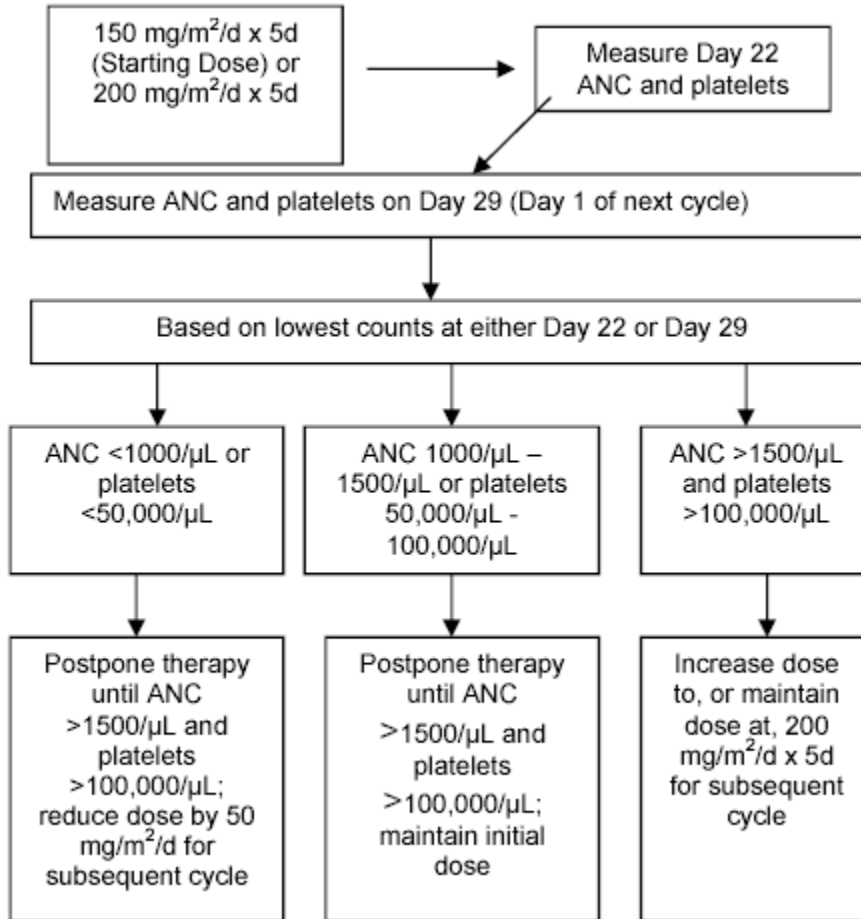 150 mg/m²/d x 5d
(Starting Dose) or
200 mg/m²/d x 5d
Measure Day 22
ANC and platelets
Measure ANC and platelets on Day 29 (Day 1 of next cycle)
Based on lowest counts at either Day 22 or Day 29
ANC <1000/µL or
platelets
<50,000/µL
ANC 1000/µL –
1500/µL or platelets
50,000/µL -
100,000/µL
ANC >1500/µL
and platelets
>100,000/µL
Postpone therapy
until ANC
>1500/µL and
platelets
>100,000/µL;
reduce dose by 50
mg/m²/d for
subsequent cycle
Postpone therapy
until ANC
>1500/µL and
platelets
>100,000/µL;
maintain initial
dose
Increase dose
to, or maintain
dose at, 200
mg/m²/d x 5d
for subsequent
cycle